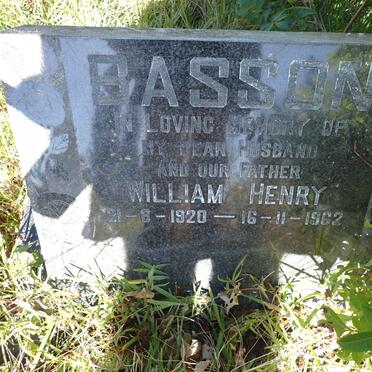 BASSON
IN LOVING MEMORY OF
MY DEAR HUSBAND
AND OUR FATHER
WILLIAM HENRY
21-8-1920 — 16-11-1962